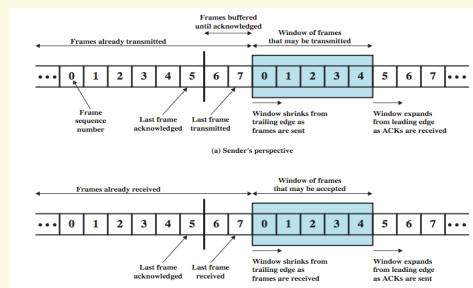 Frames buffered
until acknowledged
Window of frames
that may be transmitted
Frames already transmitted
••• 0 1 2 3 4 5 6 7 0 1 2 3 4 5 6 7 •••
Frame
sequence
number
Last frame
acknowledged
Last frame
transmitted
Window shrinks from
trailing edge as
frames are sent
Window expands
from leading edge
as ACKs are received
(a) Sender's perspective
Frames already received
Window of frames
that may be accepted
••• 0 1 2 3 4 5 6 7 0 1 2 3 4 5 6 7 •••
Last frame
acknowledged
Last frame
received
Window shrinks from
trailing edge as
frames are received
Window expands
from leading edge
as ACKs are sent